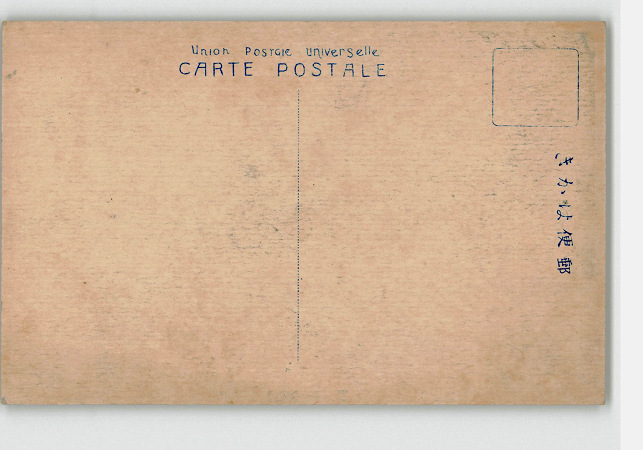 Union Postale Universelle
CARTE POSTALE
郵便はかき